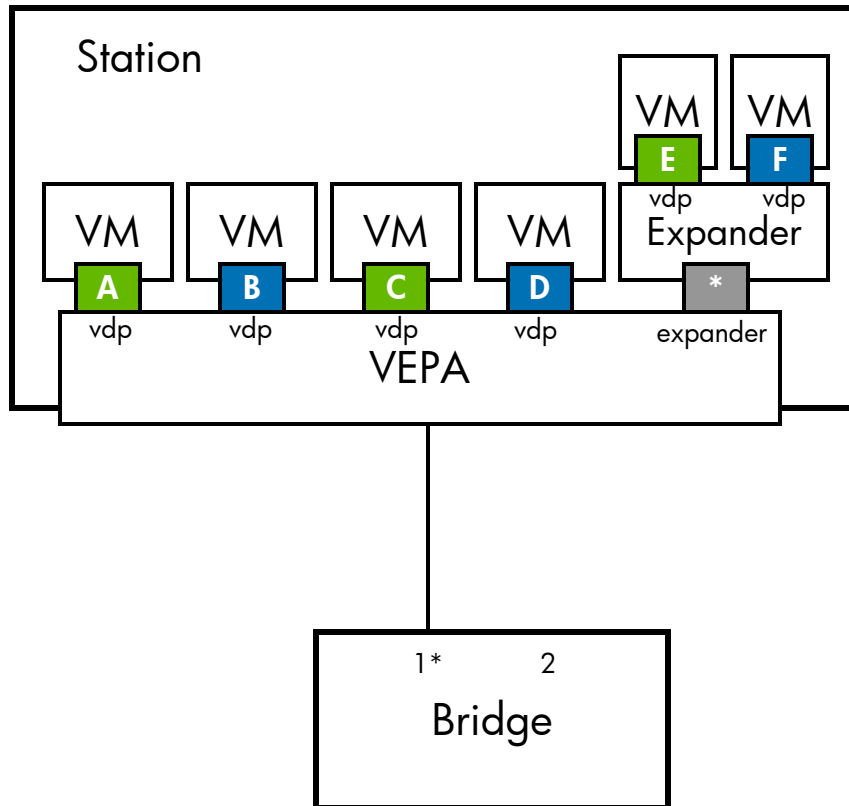 Station
VM VM
E F
vdp vdp
Expander
VM VM VM VM
A B C D *
vdp vdp vdp vdp expander
VEPA
1* 2
Bridge